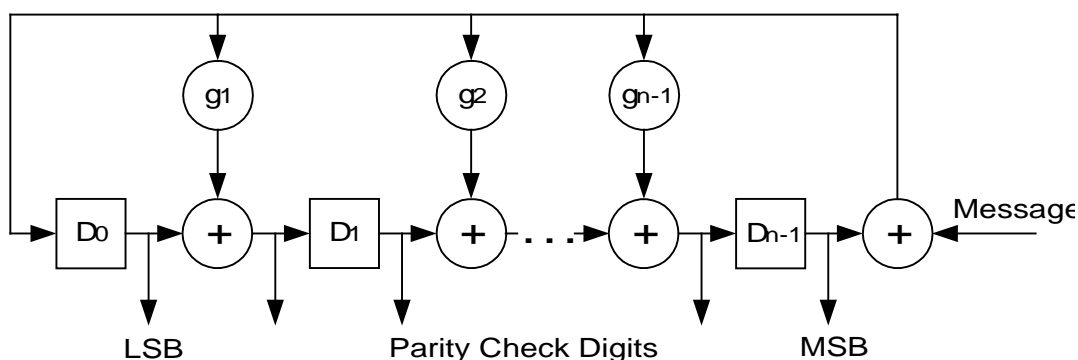 g1 g2 gn-1
D0 + D1 + . . . + Dn-1 + Message
LSB Parity Check Digits MSB